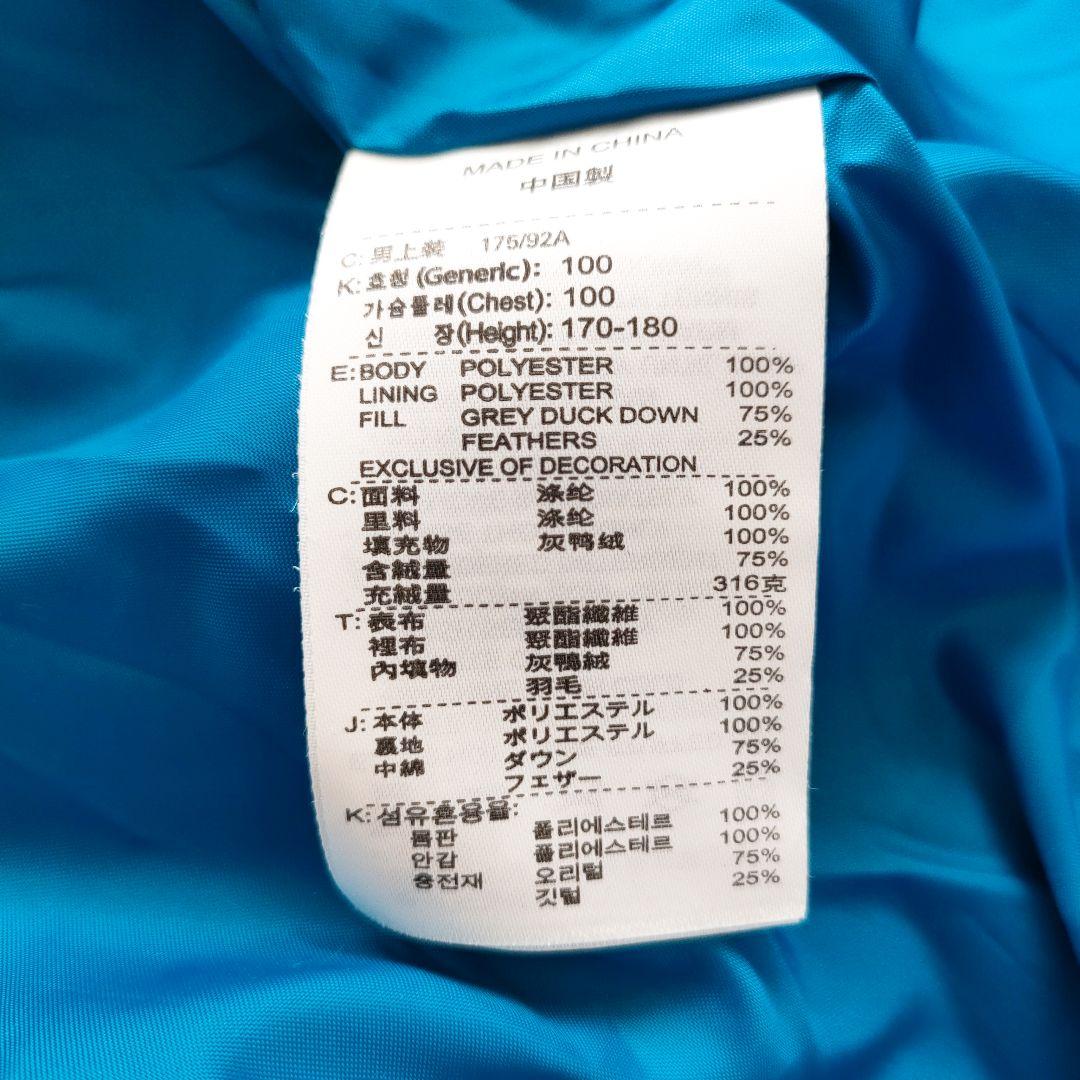 MADE IN CHINA
中国製
C: 男上装 175/92A
K: 호칭 (Generic): 100
가슴둘레(Chest): 100
신 장(Height): 170-180
E: BODY POLYESTER 100%
LINING POLYESTER 100%
FILL GREY DUCK DOWN 75%
FEATHERS 25%
EXCLUSIVE OF DECORATION
C: 面料 涤纶 100%
里料 涤纶 100%
填充物 灰鸭绒 100%
含絨量 75%
充絨量 316克
T: 表布 聚酯纖維 100%
裡布 聚酯纖維 100%
內填物 灰鴨絨 75%
羽毛 25%
J: 本体 ポリエステル 100%
裏地 ポリエステル 100%
中綿 ダウン 75%
フェザー 25%
K: 섬유혼용율:
몸판 폴리에스테르 100%
안감 폴리에스테르 100%
충전재 오리털 75%
깃털 25%